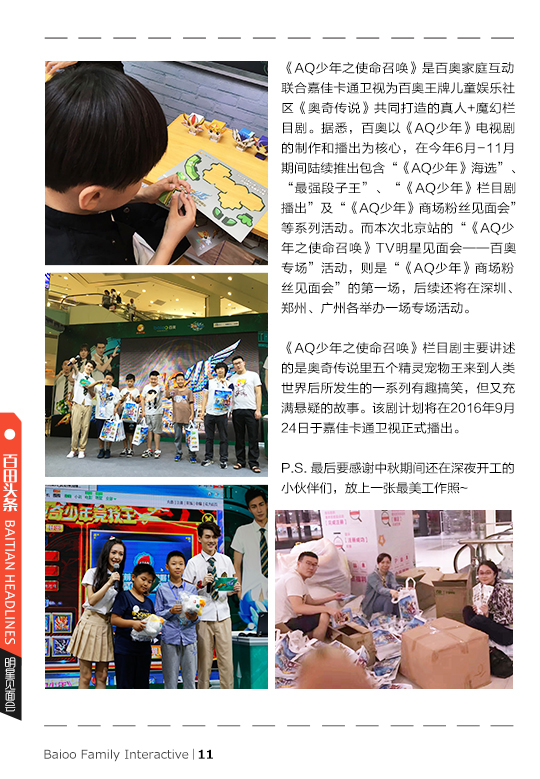 《AQ少年之使命召唤》是百奥家庭互动
联合嘉佳卡通卫视为百奥王牌儿童娱乐社
区《奥奇传说》共同打造的真人+魔幻栏
目剧。据悉，百奥以《AQ少年》电视剧
的制作和播出为核心，在今年6月-11月
期间陆续推出包含“《AQ少年》海选”、
“最强段子王”、“《AQ少年》栏目剧
播出”及“《AQ少年》商场粉丝见面会”
等系列活动。而本次北京站的“《AQ少
年之使命召唤》TV明星见面会——百奥
专场”活动，则是“《AQ少年》商场粉
丝见面会”的第一场，后续还将在深圳、
郑州、广州各举办一场专场活动。
《AQ少年之使命召唤》栏目剧主要讲述
的是奥奇传说里五个精灵宠物王来到人类
世界后所发生的一系列有趣搞笑，但又充
满悬疑的故事。该剧计划将在2016年9月
24日于嘉佳卡通卫视正式播出。
P.S. 最后要感谢中秋期间还在深夜开工的
小伙伴们，放上一张最美工作照~
百田头条
BAITIAN HEADLINES
明星见面会
奇少年竞技王
Baioo Family Interactive | 11